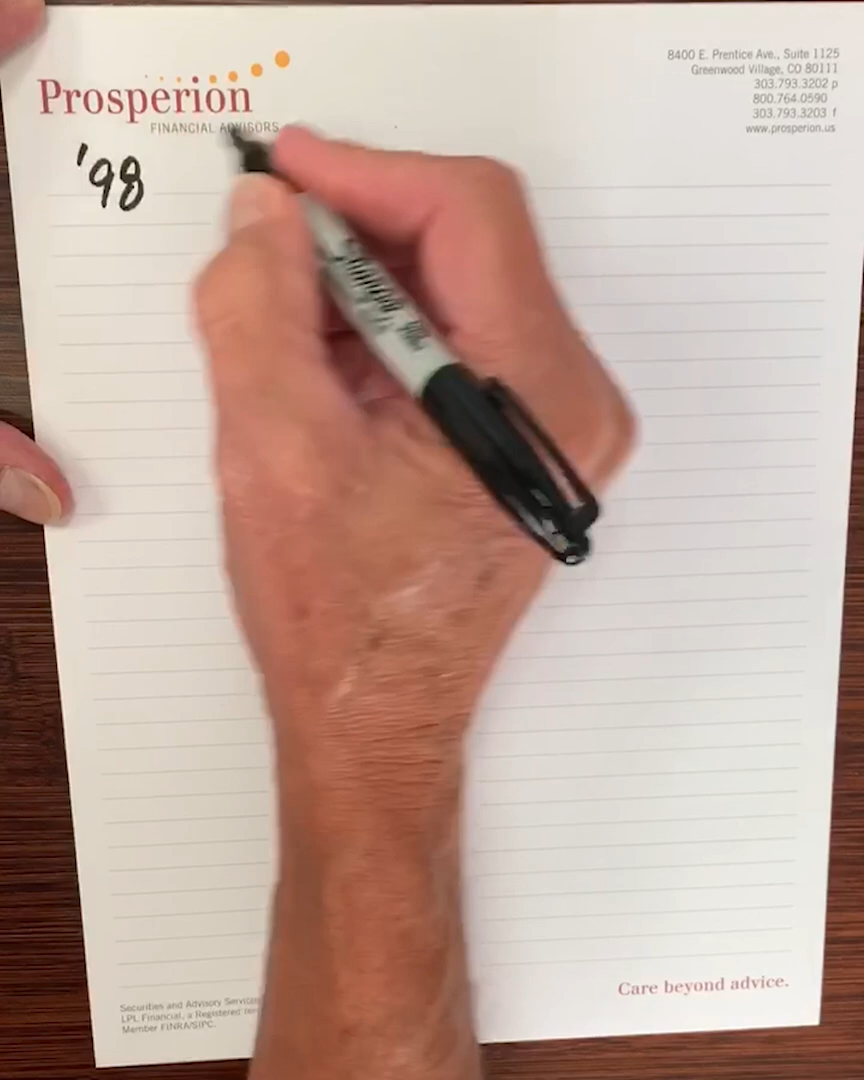 Prosperion
FINANCIAL ADVISORS
8400 E. Prentice Ave., Suite 1125
Greenwood Village, CO 80111
303.793.3202 p
800.764.0590
303.793.3203 f
www.prosperion.us
'98
Sharpie
Care beyond advice.
Securities and Advisory Services
LPL Financial, a Registered
Member FINRA/SIPC.